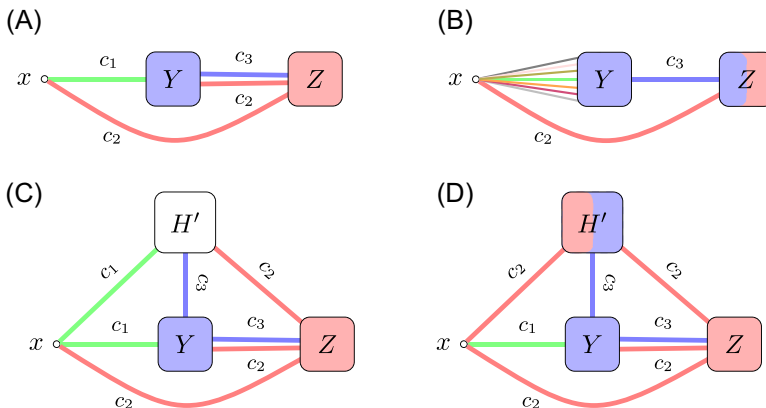 (A)
(B)
c₁
c₃
x
Y
Z
c₂
c₂
c₃
x
Y
Z
c₂
(C)
(D)
H′
c₁
c₂
c₃
c₁
c₃
x
Y
Z
c₂
c₂
H′
c₂
c₂
c₃
c₁
c₃
x
Y
Z
c₂
c₂